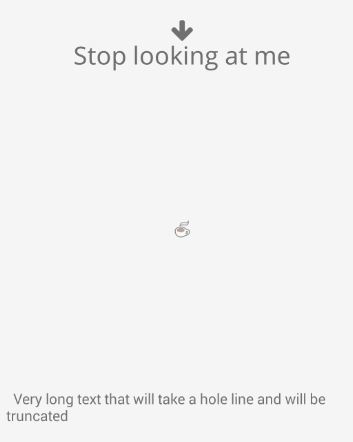 Stop looking at me
Very long text that will take a hole line and will be
truncated